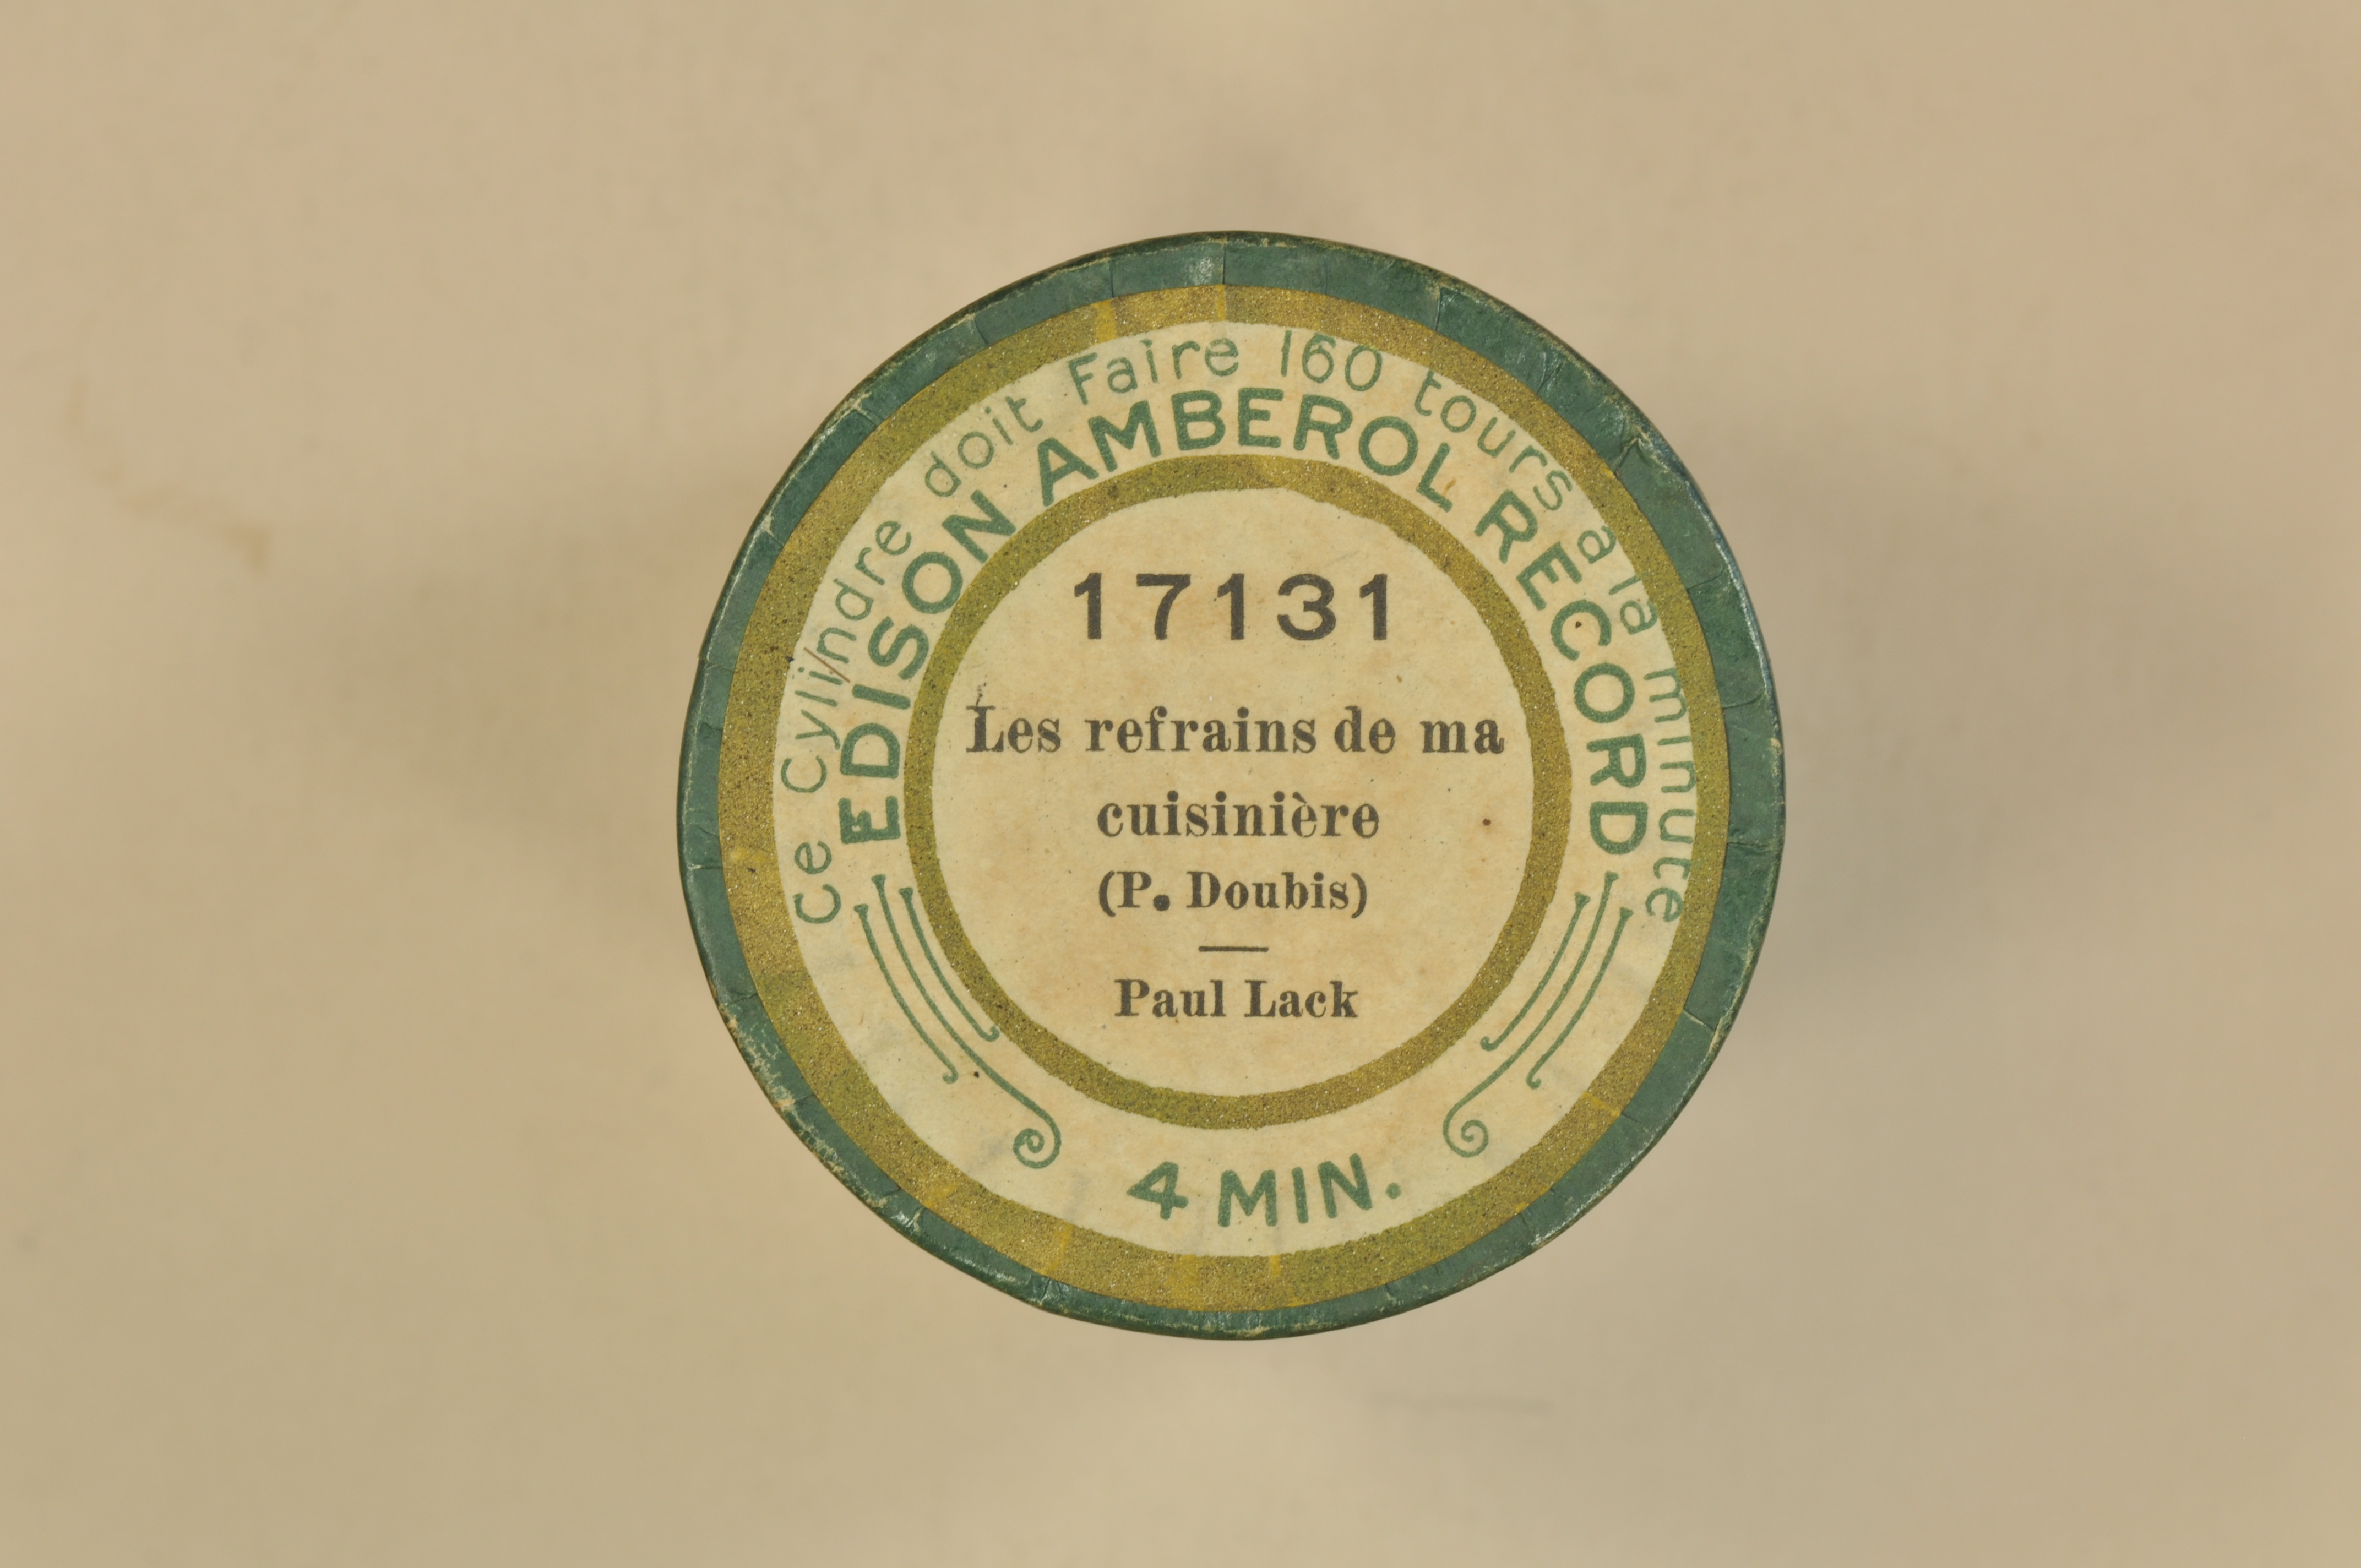 ce Cylindre doit Faire 160 tours a la minute
EDISON AMBEROL RECORD
17131
Les refrains de ma
cuisinière
(P. Doubis)
Paul Lack
4 MIN.